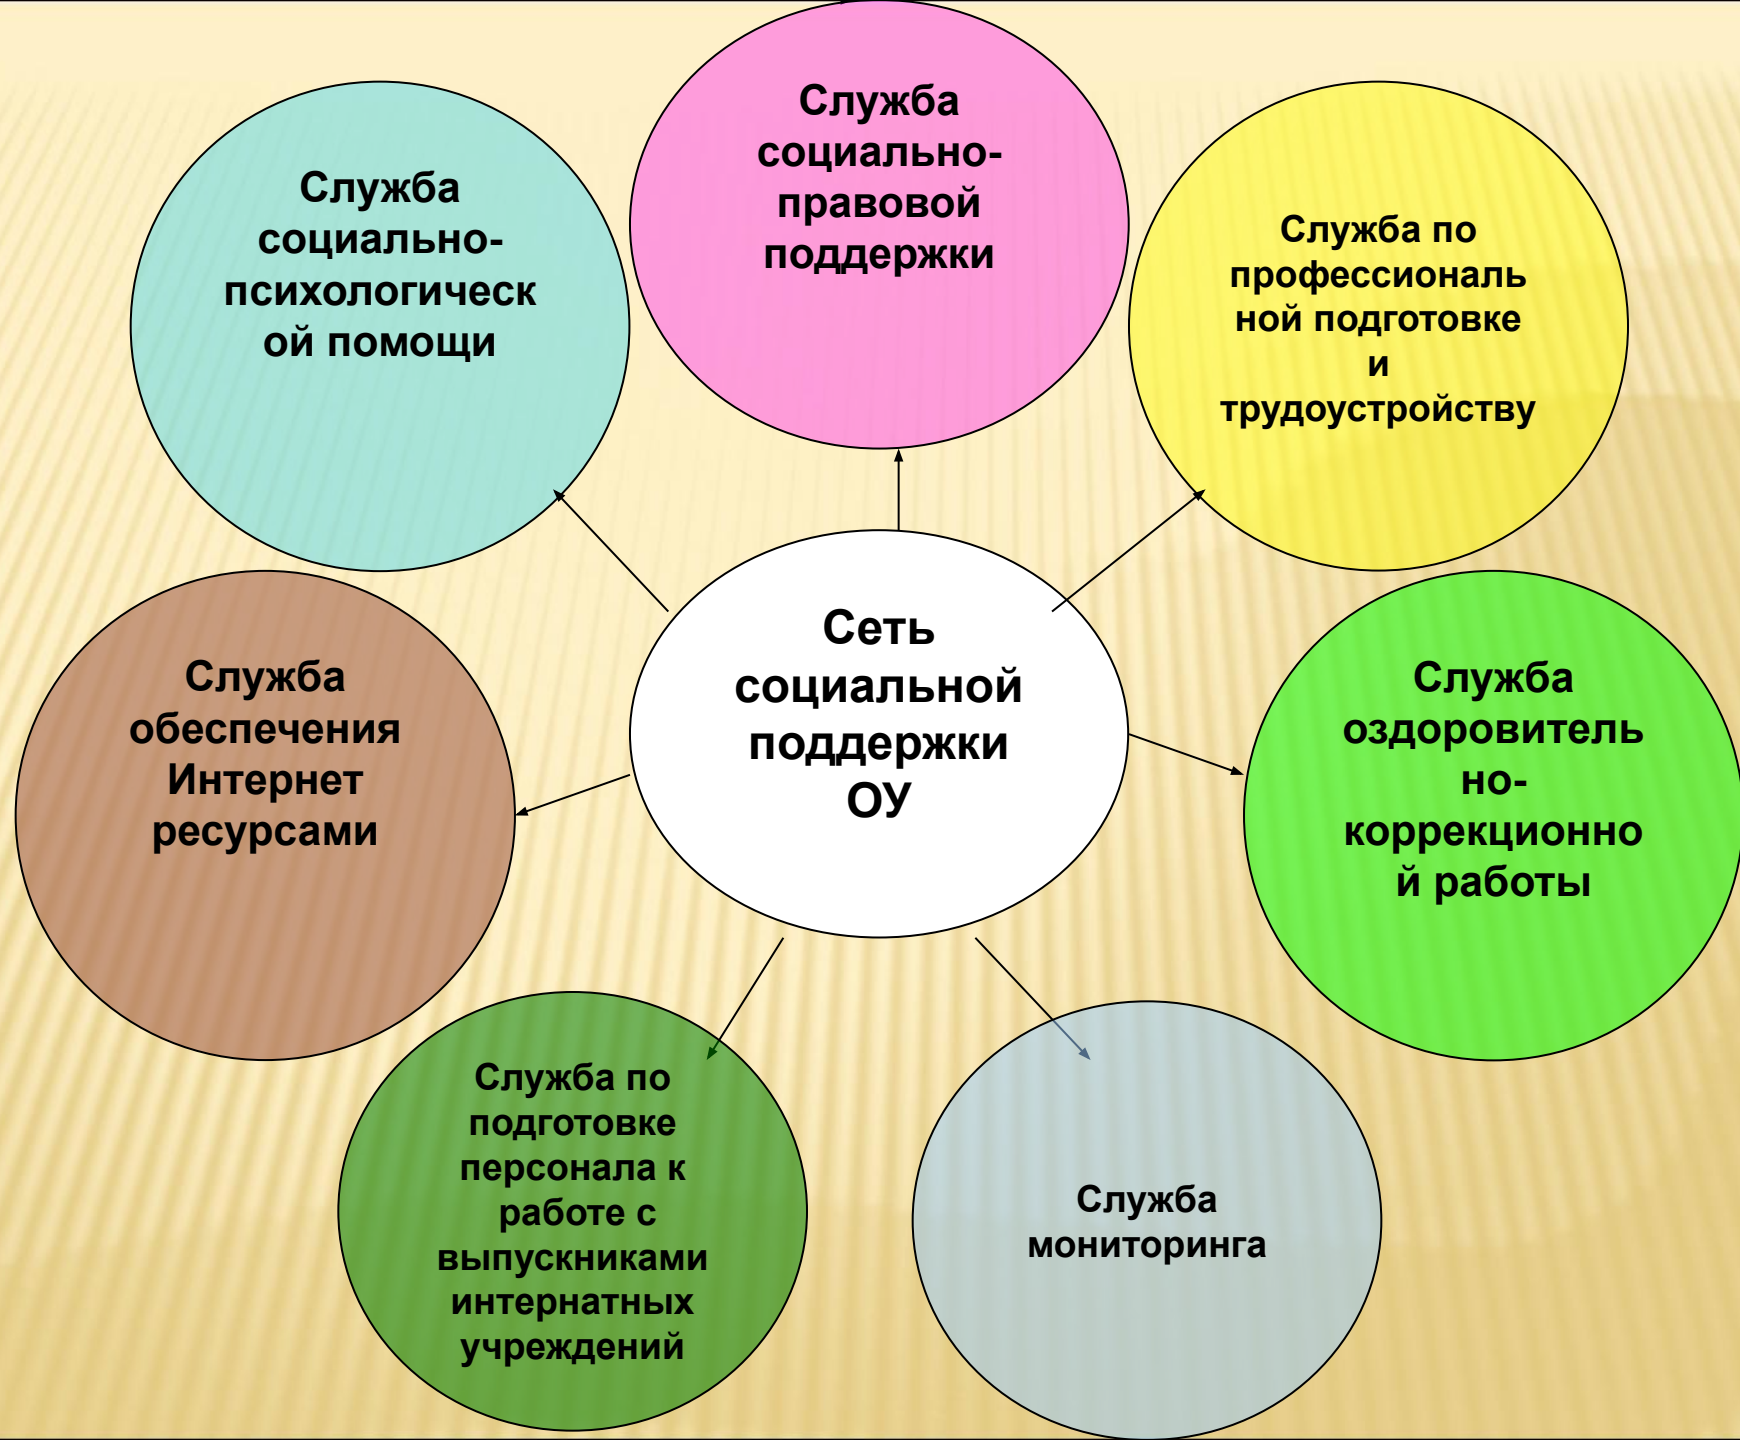 Служба
социально-
правовой
поддержки
Служба
социально-
психологическ
ой помощи
Служба по
профессиональ
ной подготовке
и
трудоустройству
Сеть
социальной
поддержки
ОУ
Служба
обеспечения
Интернет
ресурсами
Служба
оздоровитель
но-
коррекционно
й работы
Служба по
подготовке
персонала к
работе с
выпускниками
интернатных
учреждений
Служба
мониторинга